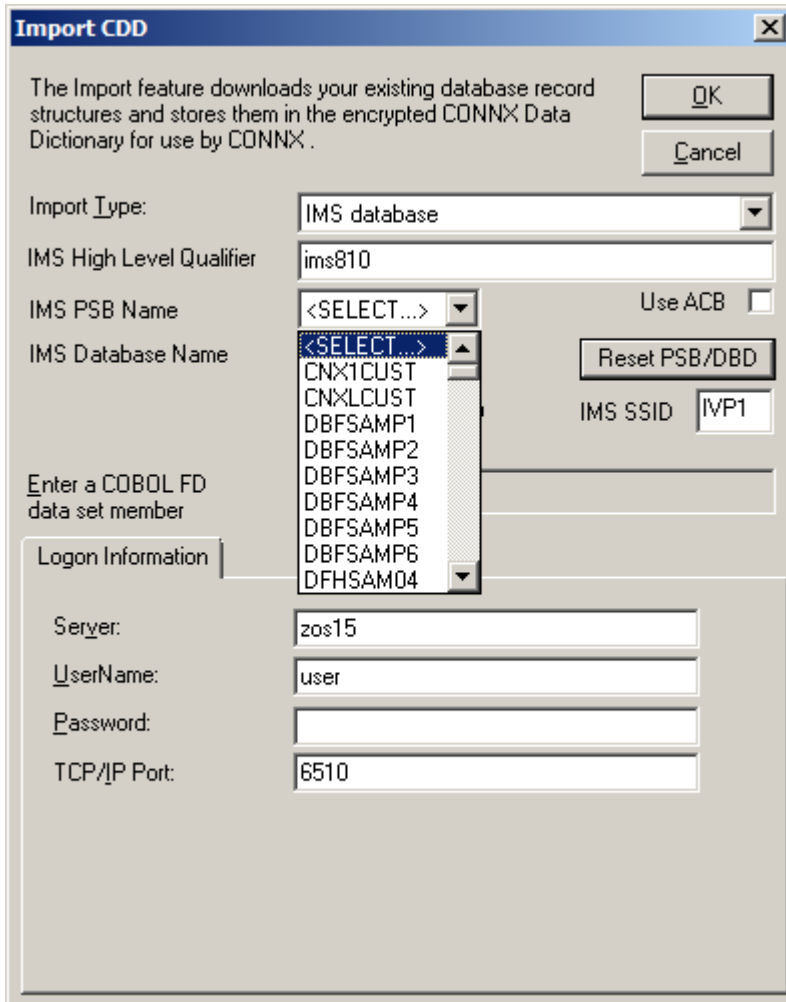 Import CDD
The Import feature downloads your existing database record
structures and stores them in the encrypted CONNX Data
Dictionary for use by CONNX .
OK
Cancel
Import Type:
IMS database
IMS High Level Qualifier
ims810
IMS PSB Name
<SELECT...>
Use ACB
IMS Database Name
<SELECT...>
CNX1CUST
CNXLCUST
DBFSAMP1
DBFSAMP2
DBFSAMP3
DBFSAMP4
DBFSAMP5
DBFSAMP6
DFHSAM04
Reset PSB/DBD
IMS SSID
IVP1
Enter a COBOL FD
data set member
Logon Information
Server:
zos15
UserName:
user
Password:
TCP/IP Port:
6510